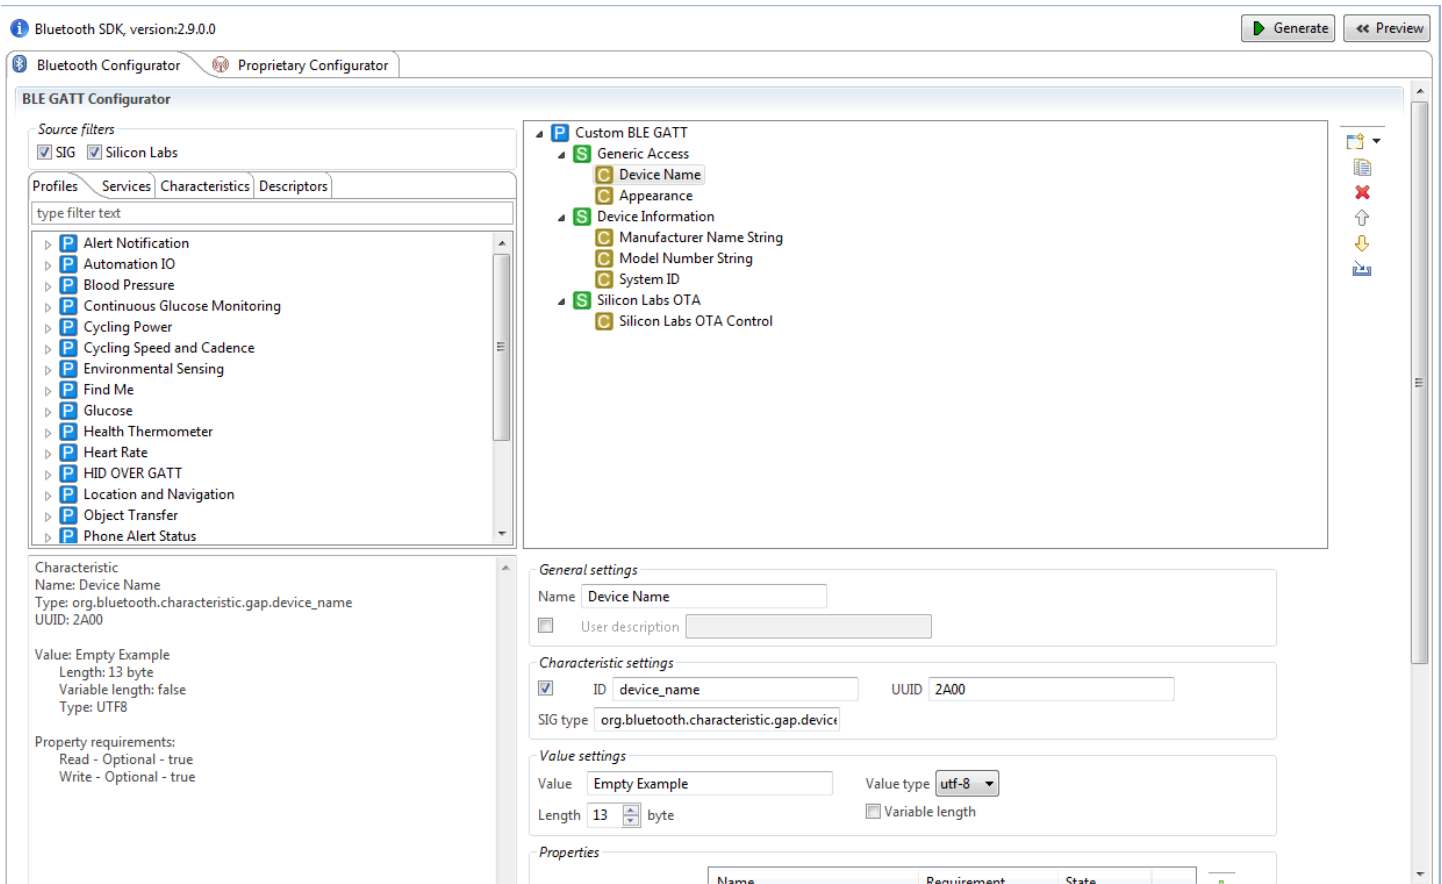 Bluetooth SDK, version:2.9.0.0
Generate
Preview
Bluetooth Configurator
Proprietary Configurator
BLE GATT Configurator
Source filters
SIG
Silicon Labs
Profiles
Services
Characteristics
Descriptors
type filter text
P Alert Notification
P Automation IO
P Blood Pressure
P Continuous Glucose Monitoring
P Cycling Power
P Cycling Speed and Cadence
P Environmental Sensing
P Find Me
P Glucose
P Health Thermometer
P Heart Rate
P HID OVER GATT
P Location and Navigation
P Object Transfer
P Phone Alert Status
P Custom BLE GATT
S Generic Access
C Device Name
C Appearance
S Device Information
C Manufacturer Name String
C Model Number String
C System ID
S Silicon Labs OTA
C Silicon Labs OTA Control
Characteristic
Name: Device Name
Type: org.bluetooth.characteristic.gap.device_name
UUID: 2A00
Value: Empty Example
Length: 13 byte
Variable length: false
Type: UTF8
Property requirements:
Read - Optional - true
Write - Optional - true
General settings
Name Device Name
User description
Characteristic settings
ID device_name
UUID 2A00
SIG type org.bluetooth.characteristic.gap.device
Value settings
Value Empty Example
Value type utf-8
Length 13 byte
Variable length
Properties
Name Requirement State